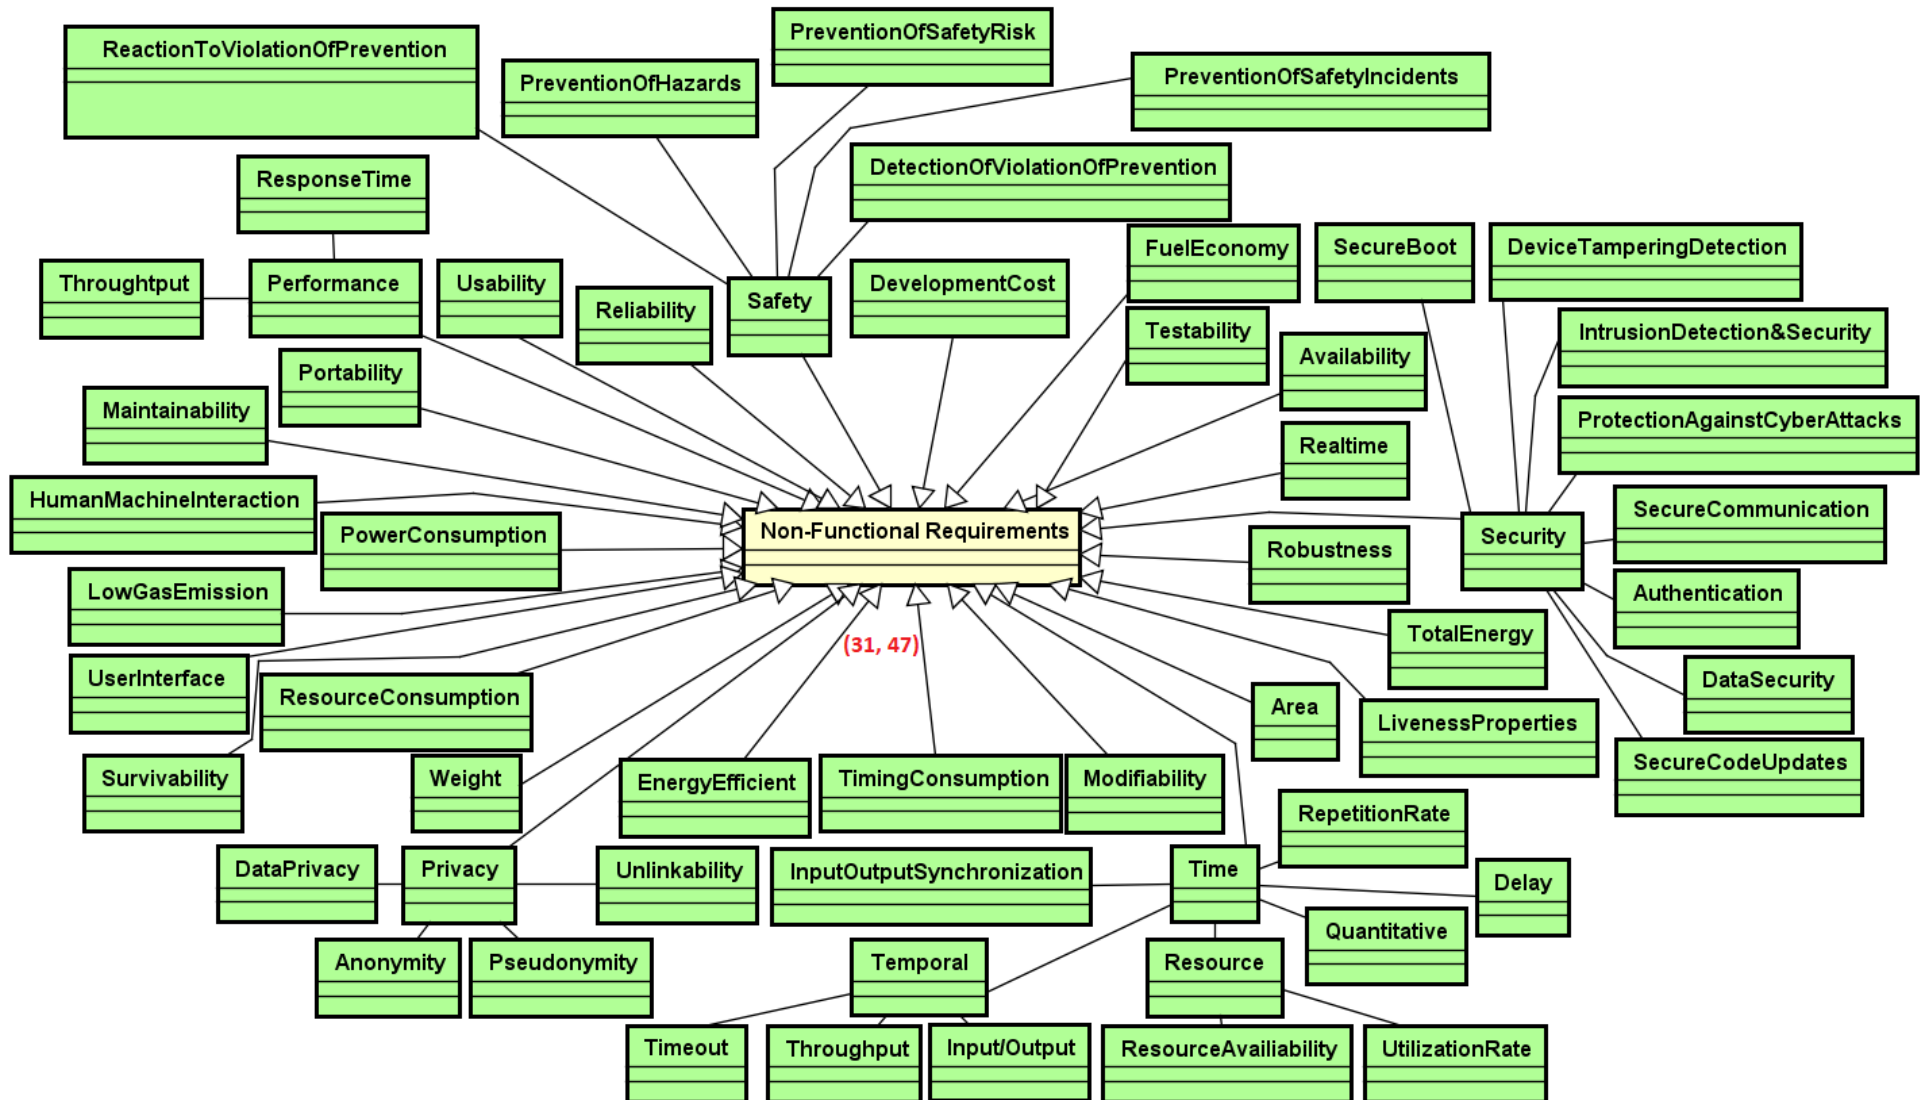 ReactionToViolationOfPrevention
PreventionOfHazards
PreventionOfSafetyRisk
PreventionOfSafetyIncidents
DetectionOfViolationOfPrevention
ResponseTime
Throughtput
Performance
Usability
Reliability
Safety
DevelopmentCost
FuelEconomy
SecureBoot
DeviceTamperingDetection
Testability
Availability
IntrusionDetection&Security
Portability
Maintainability
Realtime
ProtectionAgainstCyberAttacks
HumanMachineInteraction
PowerConsumption
Non-Functional Requirements
Robustness
Security
SecureCommunication
LowGasEmission
Authentication
(31, 47)
TotalEnergy
UserInterface
ResourceConsumption
Area
LivenessProperties
DataSecurity
Survivability
Weight
EnergyEfficient
TimingConsumption
Modifiability
SecureCodeUpdates
RepetitionRate
DataPrivacy
Privacy
Unlinkability
InputOutputSynchronization
Time
Delay
Quantitative
Anonymity
Pseudonymity
Temporal
Resource
Timeout
Throughput
Input/Output
ResourceAvailiability
UtilizationRate